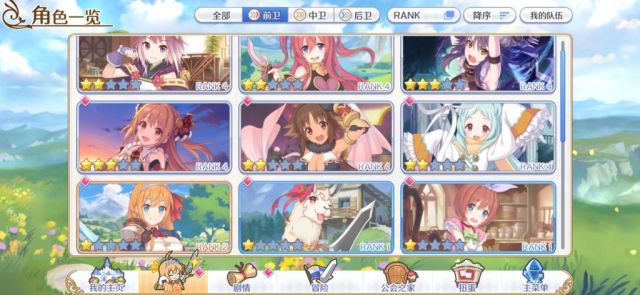 角色一览
全部
前卫
中卫
后卫
RANK
降序
我的队伍
RANK 4
RANK 4
RANK 4
RANK 4
RANK 4
RANK 4
RANK 2
RANK 1
RANK 1
我的主页
剧情
冒险
公会之家
扭蛋
主菜单